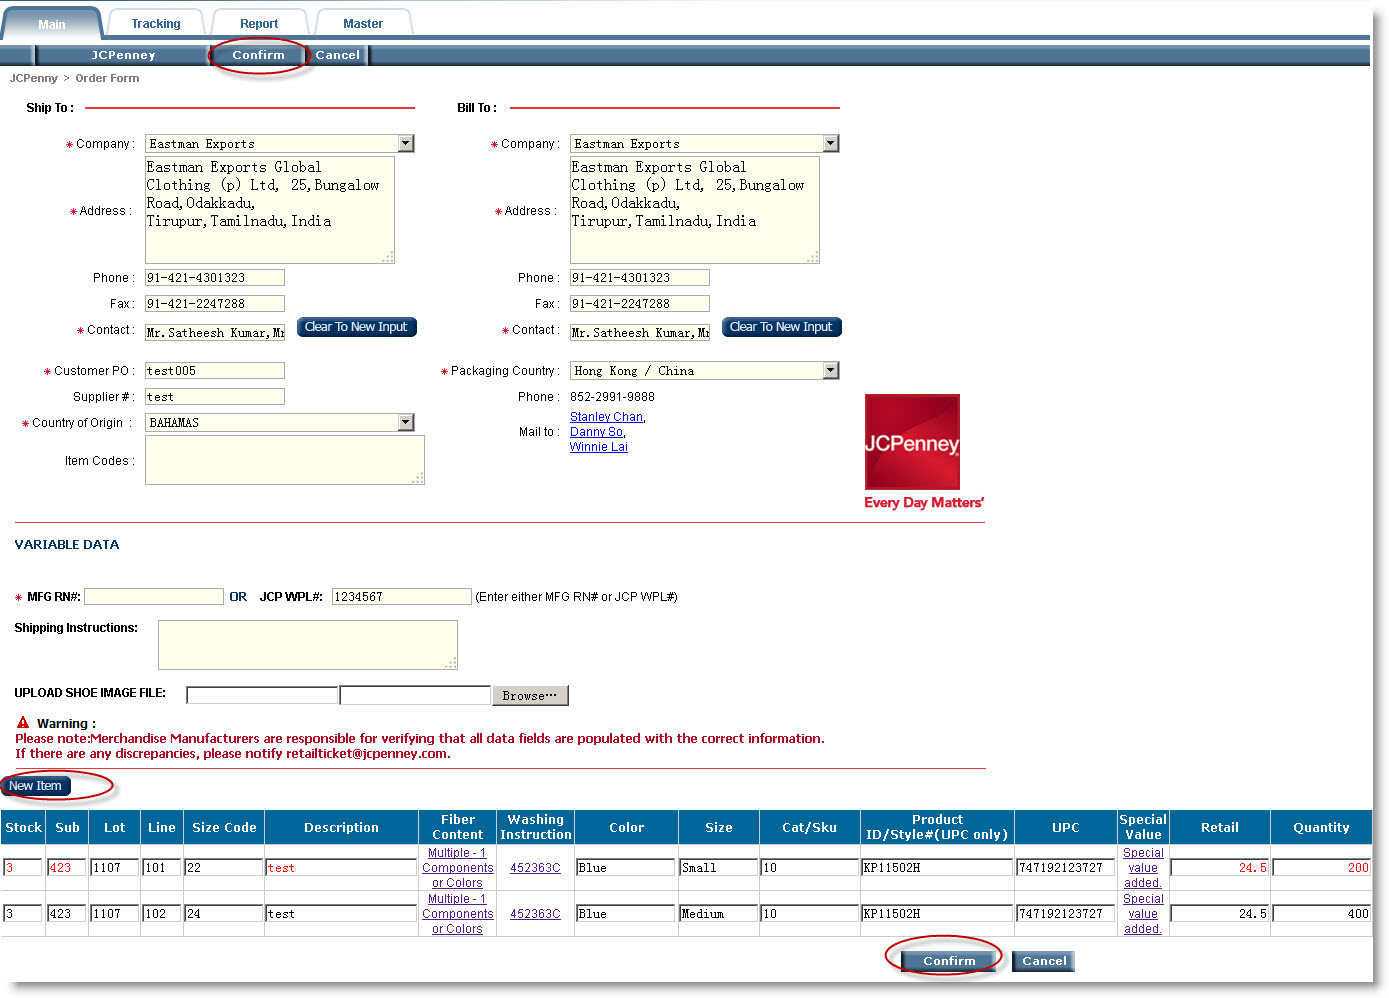 Main Tracking Report Master
JCPenney Confirm Cancel
JCPenny > Order Form
Ship To : Bill To :
* Company : Eastman Exports * Company : Eastman Exports
* Address : Eastman Exports Global
Clothing (p) Ltd, 25,Bungalow
Road,Odakkadu,
Tirupur,Tamilnadu,India
* Address : Eastman Exports Global
Clothing (p) Ltd, 25,Bungalow
Road,Odakkadu,
Tirupur,Tamilnadu,India
Phone : 91-421-4301323 Phone : 91-421-4301323
Fax : 91-421-2247288 Fax : 91-421-2247288
* Contact : Mr.Satheesh Kumar,Mr Clear To New Input * Contact : Mr.Satheesh Kumar,Mr Clear To New Input
* Customer PO : test005 * Packaging Country : Hong Kong / China
Supplier # : test Phone : 852-2991-9888
* Country of Origin : BAHAMAS Mail to : Stanley Chan,
Danny So,
Winnie Lai
Item Codes :
JCPenney
Every Day Matters'
VARIABLE DATA
* MFG RN#: OR JCP WPL#: 1234567 (Enter either MFG RN# or JCP WPL#)
Shipping Instructions:
UPLOAD SHOE IMAGE FILE: Browse...
Warning :
Please note:Merchandise Manufacturers are responsible for verifying that all data fields are populated with the correct information.
If there are any discrepancies, please notify retailticket@jcpenney.com.
New Item
Stock Sub Lot Line Size Code Description Fiber Content Washing Instruction Color Size Cat/Sku Product ID/Style#(UPC only) UPC Special Value Retail Quantity
3 423 1107 101 22 test Multiple - 1 Components or Colors 452363C Blue Small 10 KP11502H 747192123727 Special value added. 24.5 200
3 423 1107 102 24 test Multiple - 1 Components or Colors 452363C Blue Medium 10 KP11502H 747192123727 Special value added. 24.5 400
Confirm Cancel